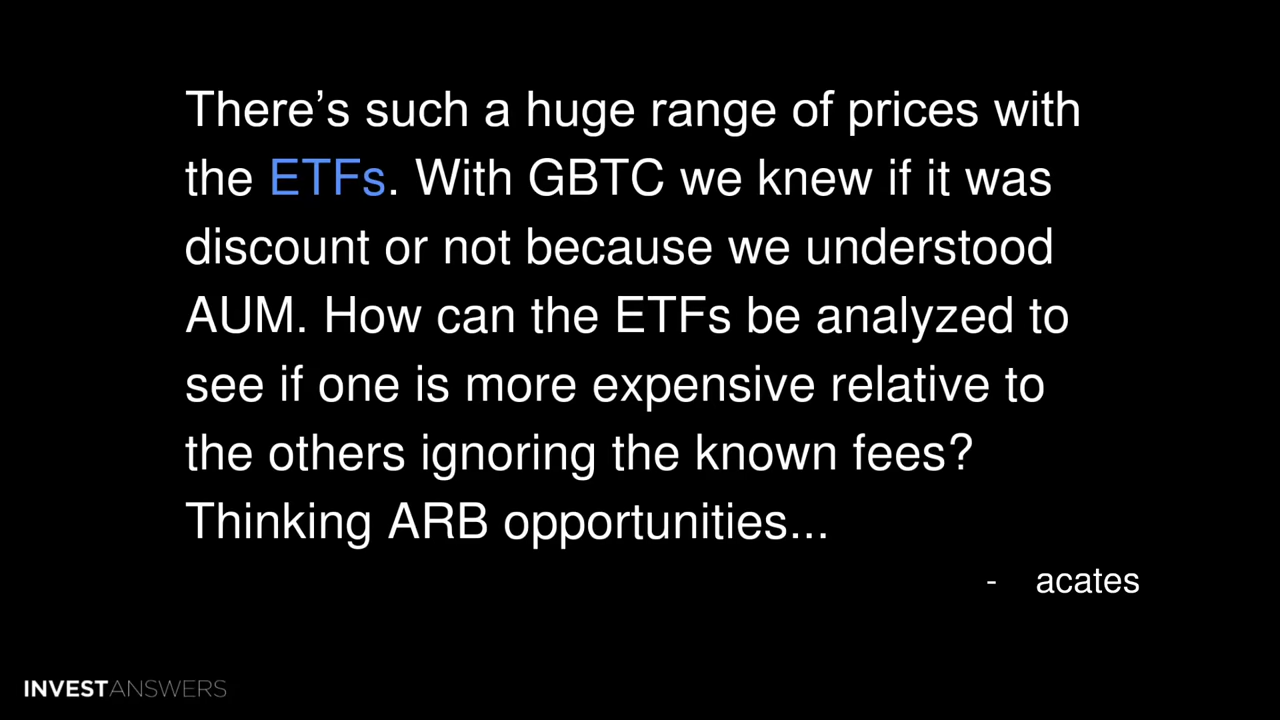 There’s such a huge range of prices with
the ETFs. With GBTC we knew if it was
discount or not because we understood
AUM. How can the ETFs be analyzed to
see if one is more expensive relative to
the others ignoring the known fees?
Thinking ARB opportunities...
- acates
INVESTANSWERS